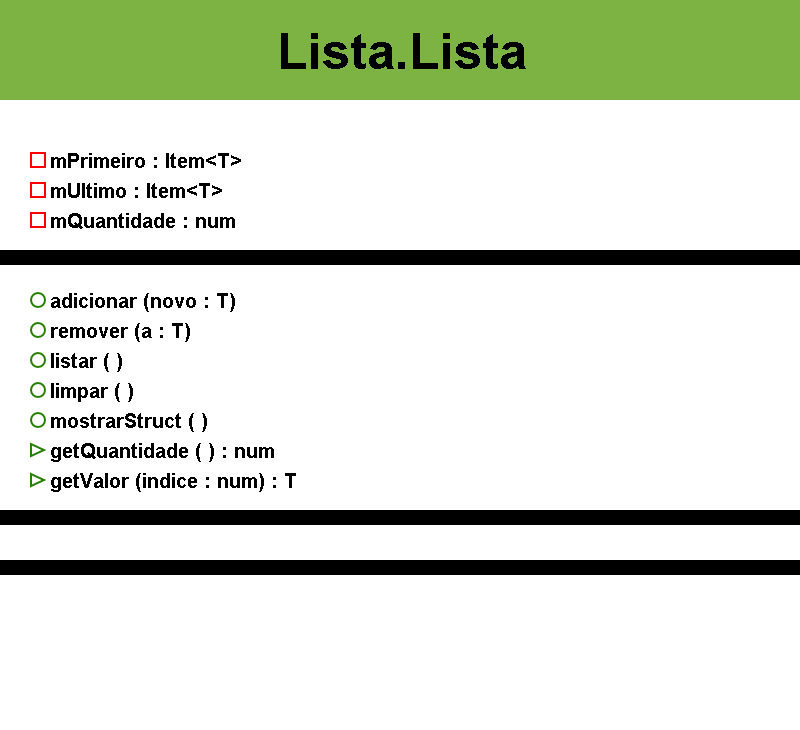 Lista.Lista
mPrimeiro : Item<T>
mUltimo : Item<T>
mQuantidade : num
adicionar (novo : T)
remover (a : T)
listar ( )
limpar ( )
mostrarStruct ( )
getQuantidade ( ) : num
getValor (indice : num) : T